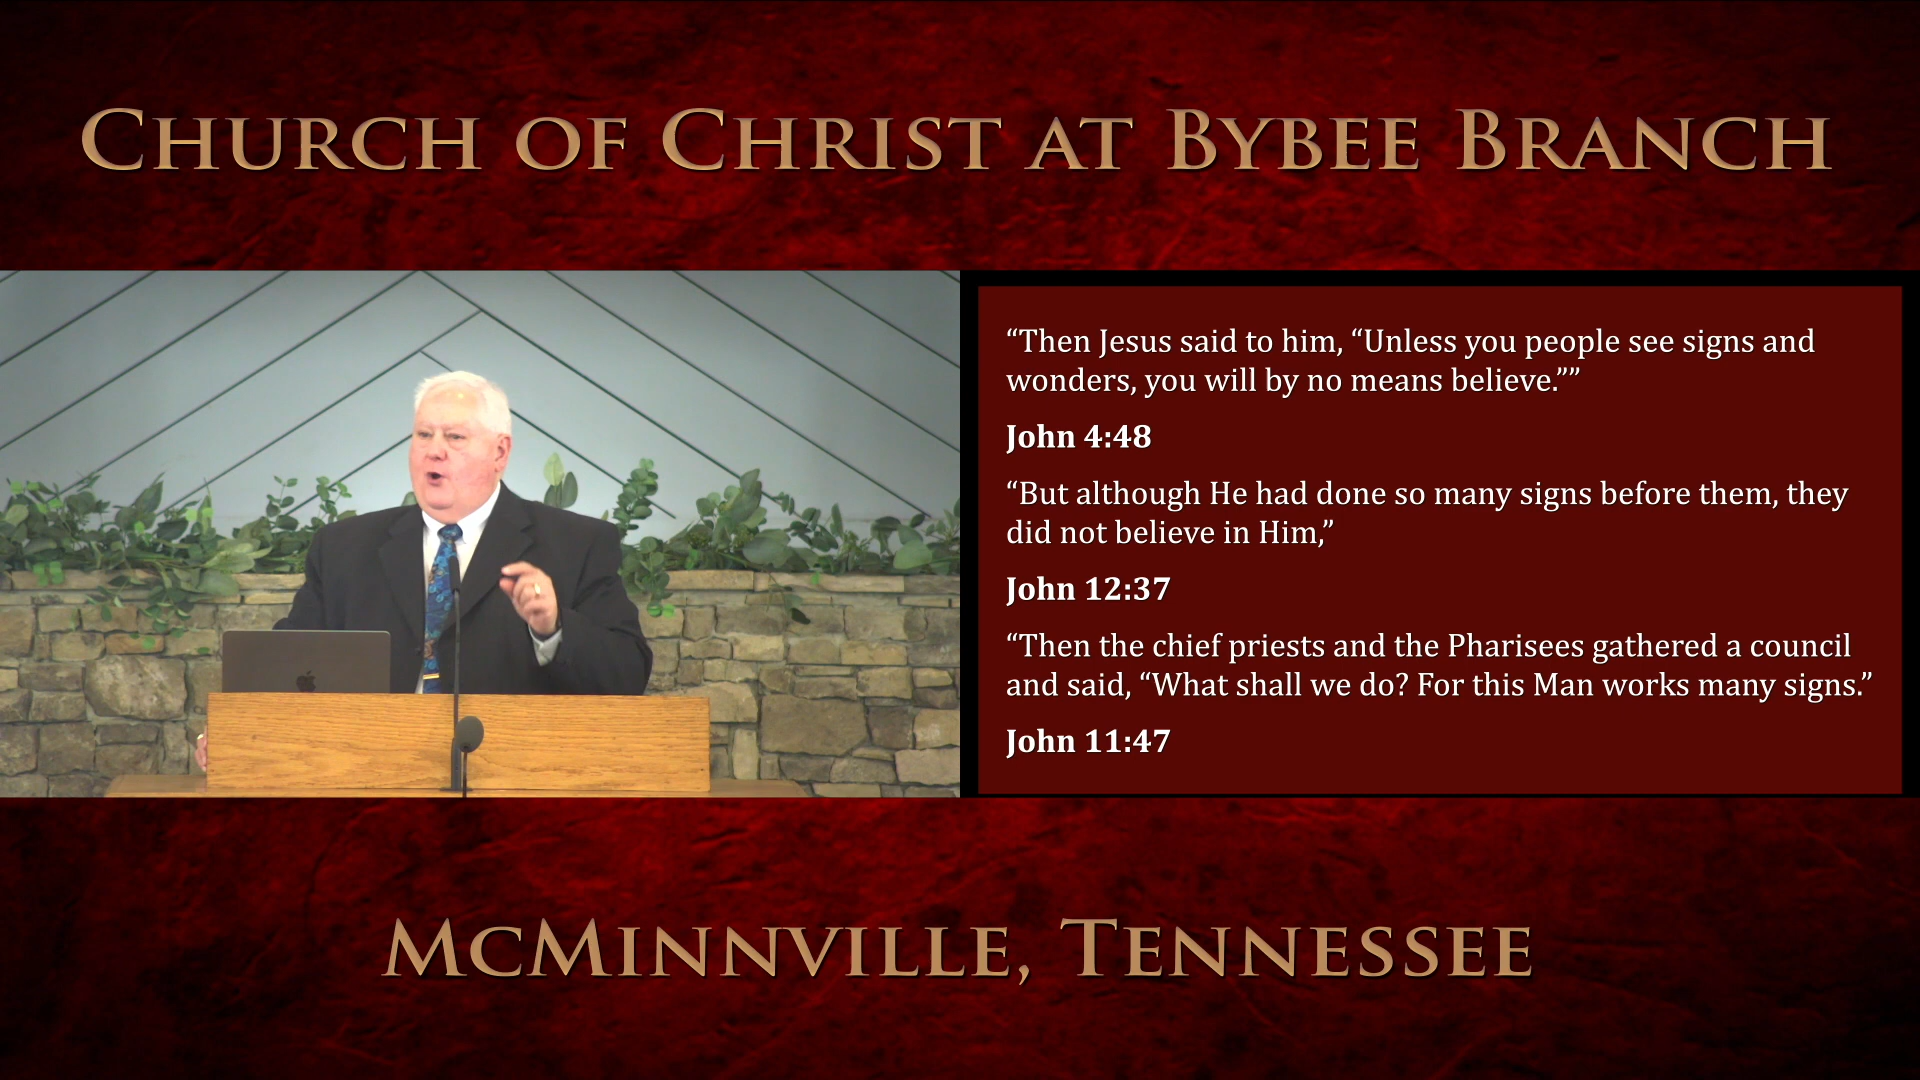 Church of Christ at Bybee Branch
“Then Jesus said to him, “Unless you people see signs and
wonders, you will by no means believe.””
John 4:48
“But although He had done so many signs before them, they
did not believe in Him,”
John 12:37
“Then the chief priests and the Pharisees gathered a council
and said, “What shall we do? For this Man works many signs.”
John 11:47
McMinnville, Tennessee